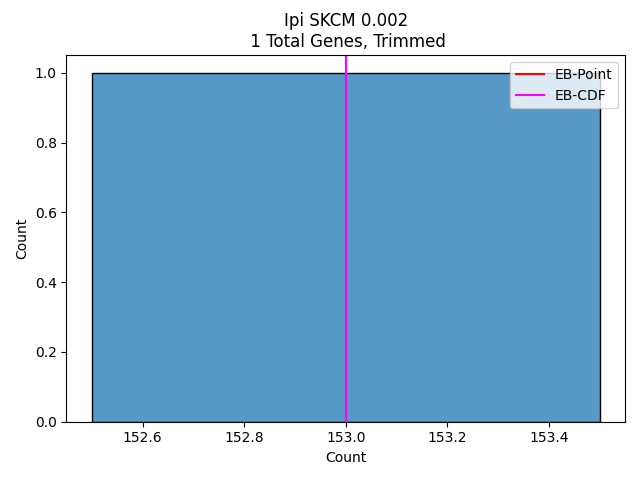 Ipi SKCM 0.002
1 Total Genes, Trimmed
EB-Point
EB-CDF
Count
1.0
0.8
0.6
0.4
0.2
0.0
152.6 152.8 153.0 153.2 153.4
Count